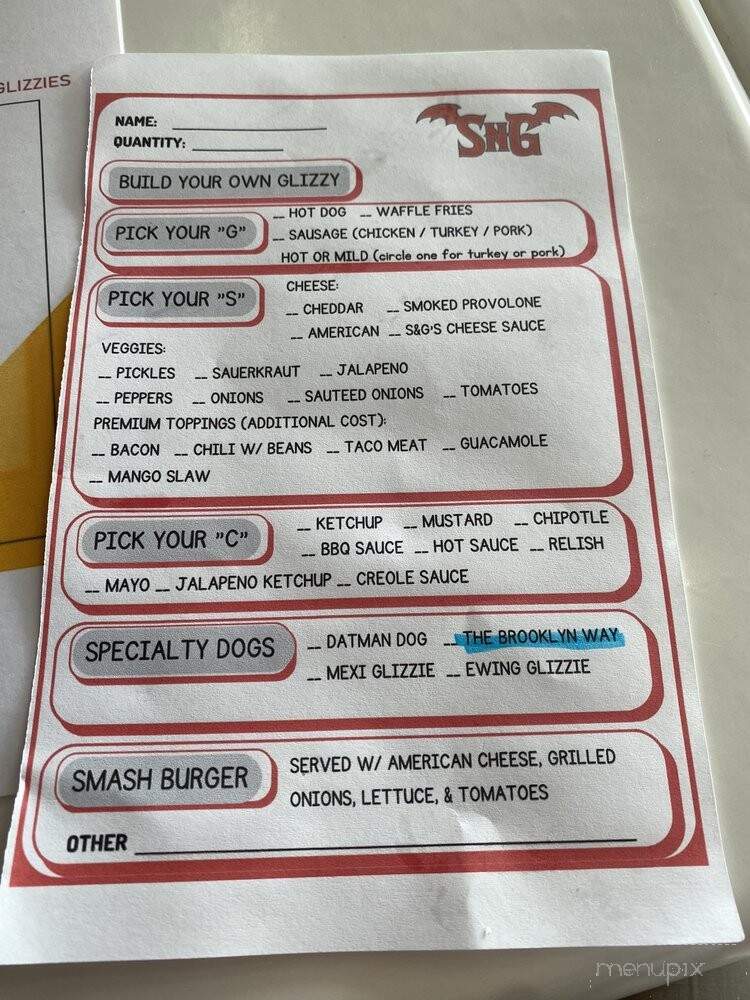 GLIZZIES
NAME: ____________
QUANTITY: ____________
SNG
BUILD YOUR OWN GLIZZY
PICK YOUR "G"
__ HOT DOG __ WAFFLE FRIES
__ SAUSAGE (CHICKEN / TURKEY / PORK)
HOT OR MILD (circle one for turkey or pork)
PICK YOUR "S"
CHEESE:
__ CHEDDAR __ SMOKED PROVOLONE
__ AMERICAN __ S&G'S CHEESE SAUCE
VEGGIES:
__ PICKLES __ SAUERKRAUT __ JALAPENO
__ PEPPERS __ ONIONS __ SAUTEED ONIONS __ TOMATOES
PREMIUM TOPPINGS (ADDITIONAL COST):
__ BACON __ CHILI W/ BEANS __ TACO MEAT __ GUACAMOLE
__ MANGO SLAW
PICK YOUR "C"
__ KETCHUP __ MUSTARD __ CHIPOTLE
__ BBQ SAUCE __ HOT SAUCE __ RELISH
__ MAYO __ JALAPENO KETCHUP __ CREOLE SAUCE
SPECIALTY DOGS
__ DATMAN DOG __ THE BROOKLYN WAY
__ MEXI GLIZZIE __ EWING GLIZZIE
SMASH BURGER
SERVED W/ AMERICAN CHEESE, GRILLED
ONIONS, LETTUCE, & TOMATOES
OTHER ____________
menupix